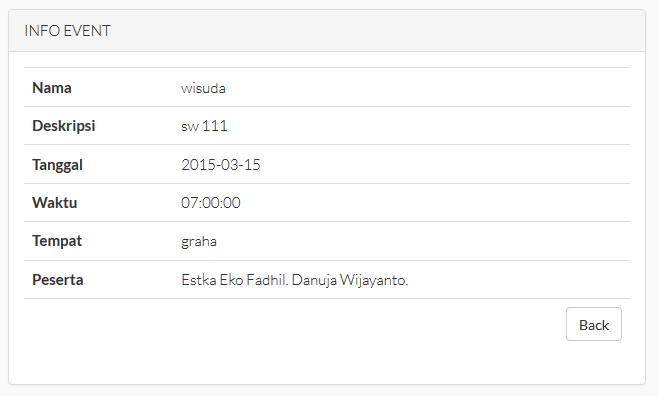 INFO EVENT
Nama wisuda
Deskripsi sw 111
Tanggal 2015-03-15
Waktu 07:00:00
Tempat graha
Peserta Estka Eko Fadhil. Danuja Wijayanto.
Back